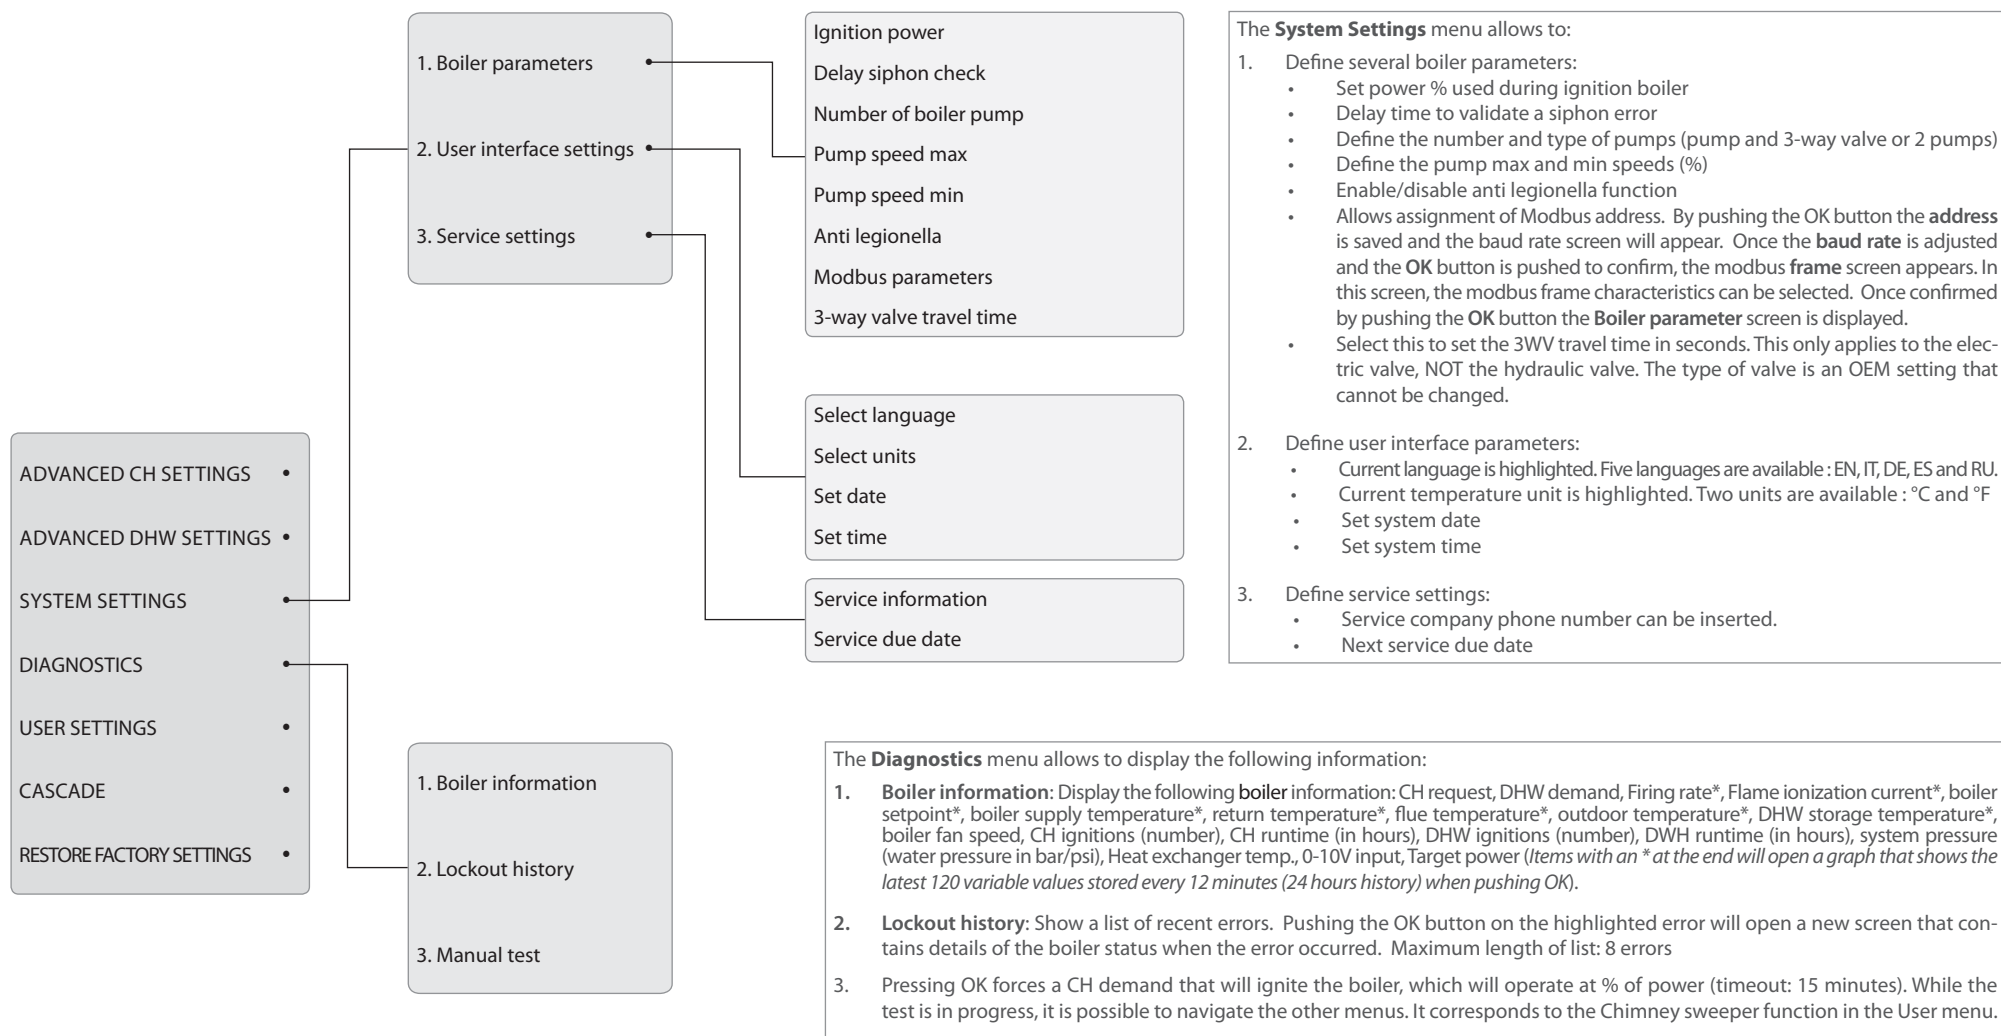 1. Boiler parameters
2. User interface settings
3. Service settings
Ignition power
Delay siphon check
Number of boiler pump
Pump speed max
Pump speed min
Anti legionella
Modbus parameters
3-way valve travel time
Select language
Select units
Set date
Set time
Service information
Service due date
ADVANCED CH SETTINGS •
ADVANCED DHW SETTINGS •
SYSTEM SETTINGS •
DIAGNOSTICS •
USER SETTINGS •
CASCADE •
RESTORE FACTORY SETTINGS •
1. Boiler information
2. Lockout history
3. Manual test
The System Settings menu allows to:
1. Define several boiler parameters:
• Set power % used during ignition boiler
• Delay time to validate a siphon error
• Define the number and type of pumps (pump and 3-way valve or 2 pumps)
• Define the pump max and min speeds (%)
• Enable/disable anti legionella function
• Allows assignment of Modbus address. By pushing the OK button the address
is saved and the baud rate screen will appear. Once the baud rate is adjusted
and the OK button is pushed to confirm, the modbus frame screen appears. In
this screen, the modbus frame characteristics can be selected. Once confirmed
by pushing the OK button the Boiler parameter screen is displayed.
• Select this to set the 3WV travel time in seconds. This only applies to the elec-
tric valve, NOT the hydraulic valve. The type of valve is an OEM setting that
cannot be changed.
2. Define user interface parameters:
• Current language is highlighted. Five languages are available : EN, IT, DE, ES and RU.
• Current temperature unit is highlighted. Two units are available : °C and °F
• Set system date
• Set system time
3. Define service settings:
• Service company phone number can be inserted.
• Next service due date
The Diagnostics menu allows to display the following information:
1. Boiler information: Display the following boiler information: CH request, DHW demand, Firing rate*, Flame ionization current*, boiler
setpoint*, boiler supply temperature*, return temperature*, flue temperature*, outdoor temperature*, DHW storage temperature*,
boiler fan speed, CH ignitions (number), CH runtime (in hours), DHW ignitions (number), DWH runtime (in hours), system pressure
(water pressure in bar/psi), Heat exchanger temp., 0-10V input, Target power (Items with an * at the end will open a graph that shows the
latest 120 variable values stored every 12 minutes (24 hours history) when pushing OK).
2. Lockout history: Show a list of recent errors. Pushing the OK button on the highlighted error will open a new screen that con-
tains details of the boiler status when the error occurred. Maximum length of list: 8 errors
3. Pressing OK forces a CH demand that will ignite the boiler, which will operate at % of power (timeout: 15 minutes). While the
test is in progress, it is possible to navigate the other menus. It corresponds to the Chimney sweeper function in the User menu.